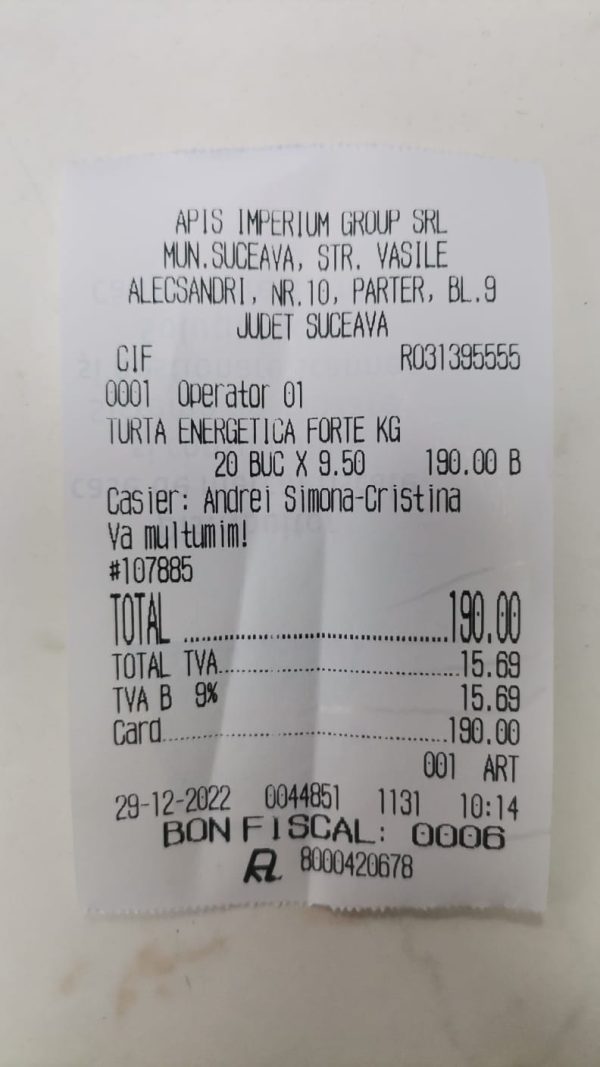 APIS IMPERIUM GROUP SRL
MUN.SUCEAVA, STR. VASILE
ALECSANDRI, NR.10, PARTER, BL.9
JUDET SUCEAVA
CIF RO31395555
0001 Operator 01
TURTA ENERGETICA FORTE KG
20 BUC X 9.50 190.00 B
Casier: Andrei Simona-Cristina
Va multumim!
#107885
TOTAL ..............................190.00
TOTAL TVA..............................15.69
TVA B 9% 15.69
Card..............................190.00
001 ART
29-12-2022 0044851 1131 10:14
BON FISCAL: 0006
8000420678